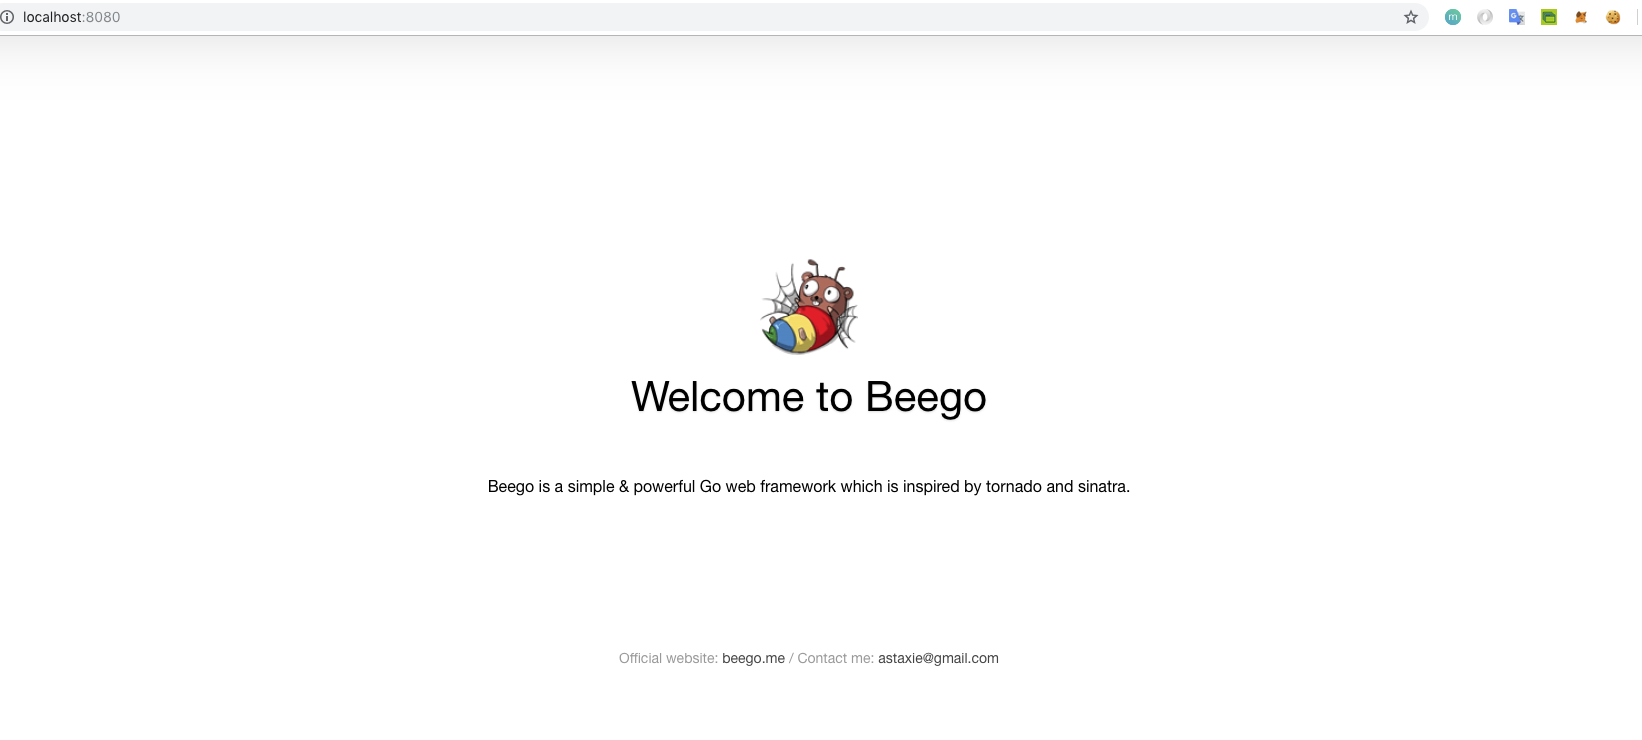 localhost:8080
Welcome to Beego
Beego is a simple & powerful Go web framework which is inspired by tornado and sinatra.
Official website: beego.me / Contact me: astaxie@gmail.com